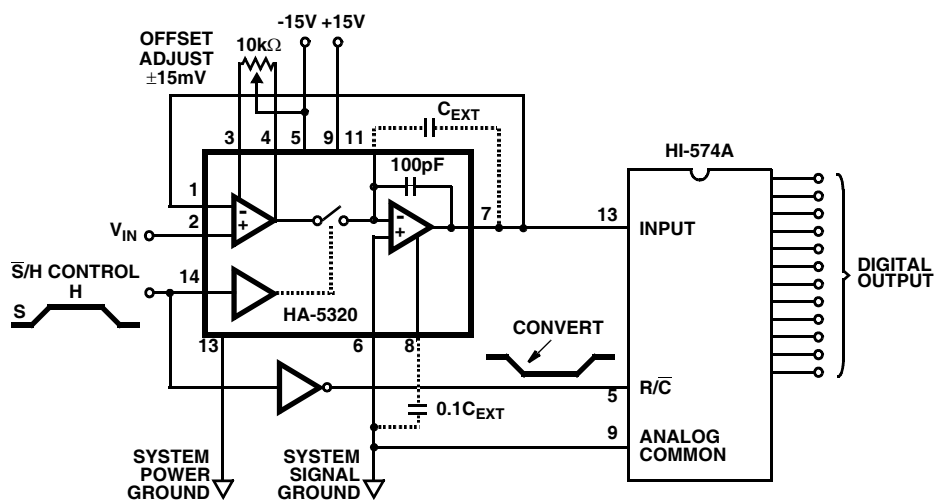 -15V +15V
OFFSET
ADJUST
±15mV
10kΩ
C_EXT
3
4
5
9
11
HI-574A
100pF
1
2
V_IN
-
+
-
+
7
13
INPUT
S̅/H CONTROL
H
S
14
HA-5320
DIGITAL
OUTPUT
13
6
8
CONVERT
0.1C_EXT
5
R/C̅
9
ANALOG
COMMON
SYSTEM
POWER
GROUND
SYSTEM
SIGNAL
GROUND